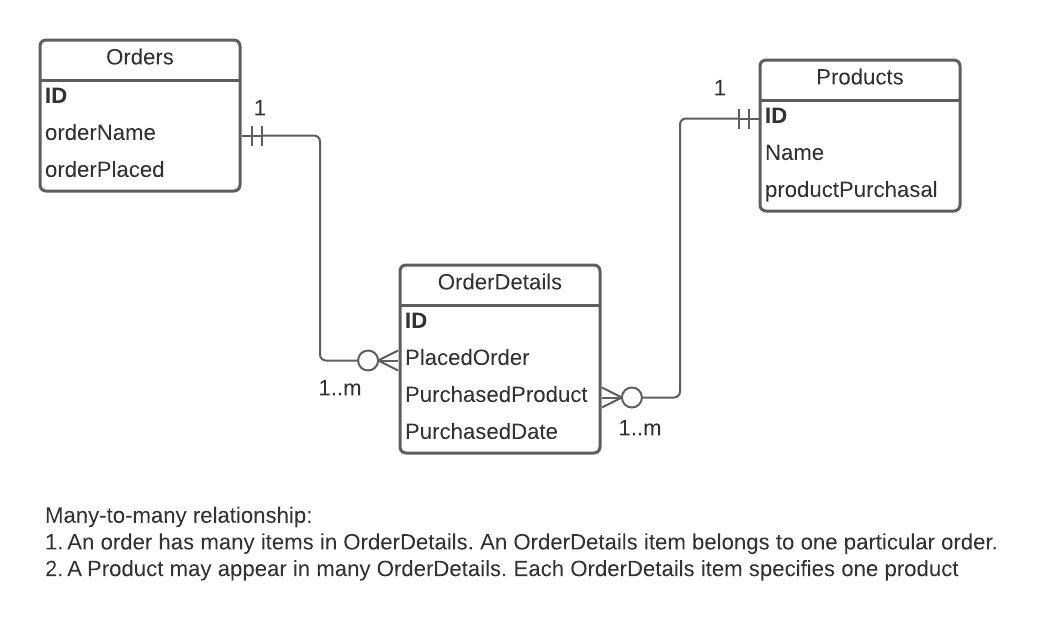 Orders
ID
orderName
orderPlaced
1
Products
ID
Name
productPurchasal
1
OrderDetails
ID
PlacedOrder
PurchasedProduct
PurchasedDate
1..m
1..m
Many-to-many relationship:
1. An order has many items in OrderDetails. An OrderDetails item belongs to one particular order.
2. A Product may appear in many OrderDetails. Each OrderDetails item specifies one product